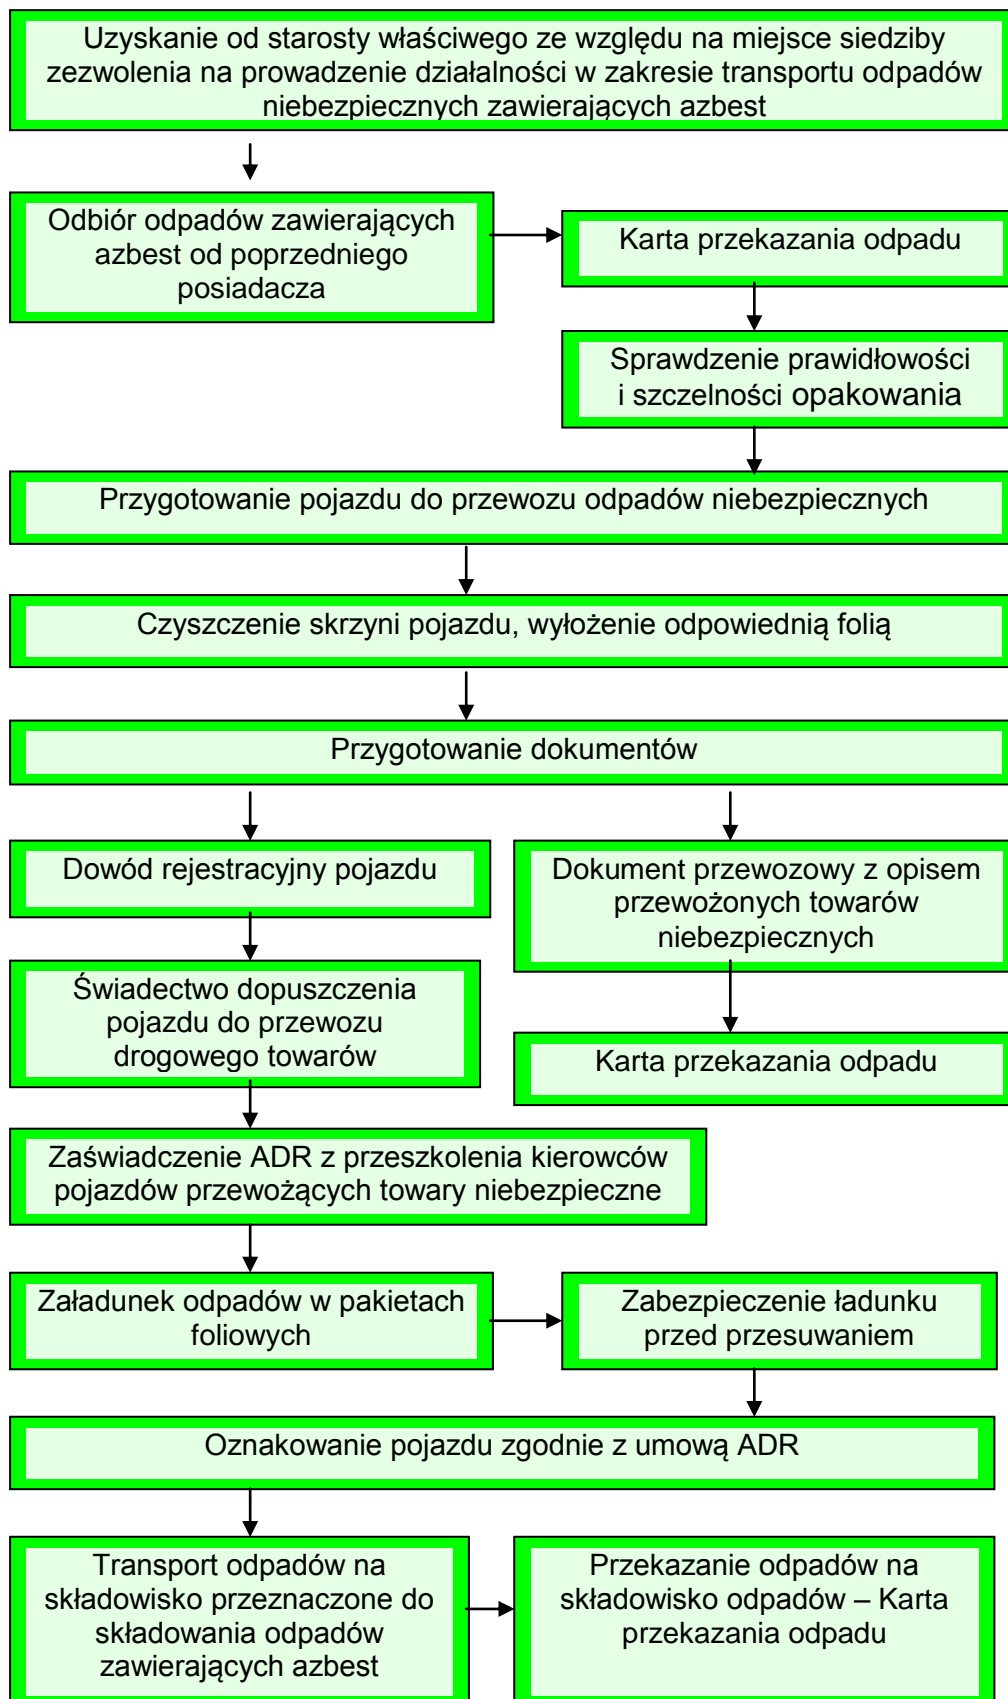 Uzyskanie od starosty właściwego ze względu na miejsce siedziby
zezwolenia na prowadzenie działalności w zakresie transportu odpadów
niebezpiecznych zawierających azbest
Odbiór odpadów zawierających
azbest od poprzedniego
posiadacza
Karta przekazania odpadu
Sprawdzenie prawidłowości
i szczelności opakowania
Przygotowanie pojazdu do przewozu odpadów niebezpiecznych
Czyszczenie skrzyni pojazdu, wyłożenie odpowiednią folią
Przygotowanie dokumentów
Dowód rejestracyjny pojazdu
Dokument przewozowy z opisem
przewożonych towarów
niebezpiecznych
Świadectwo dopuszczenia
pojazdu do przewozu
drogowego towarów
Karta przekazania odpadu
Zaświadczenie ADR z przeszkolenia kierowców
pojazdów przewożących towary niebezpieczne
Załadunek odpadów w pakietach
foliowych
Zabezpieczenie ładunku
przed przesuwaniem
Oznakowanie pojazdu zgodnie z umową ADR
Transport odpadów na
składowisko przeznaczone do
składowania odpadów
zawierających azbest
Przekazanie odpadów na
składowisko odpadów – Karta
przekazania odpadu